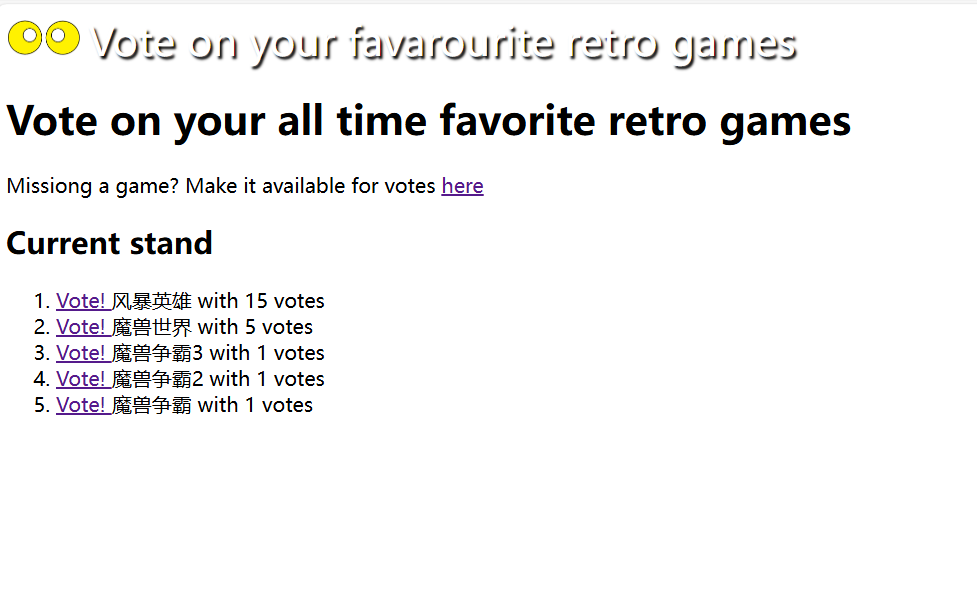 Vote on your favarourite retro games
Vote on your all time favorite retro games
Missiong a game? Make it available for votes here
Current stand
1. Vote! 风暴英雄 with 15 votes
2. Vote! 魔兽世界 with 5 votes
3. Vote! 魔兽争霸3 with 1 votes
4. Vote! 魔兽争霸2 with 1 votes
5. Vote! 魔兽争霸 with 1 votes